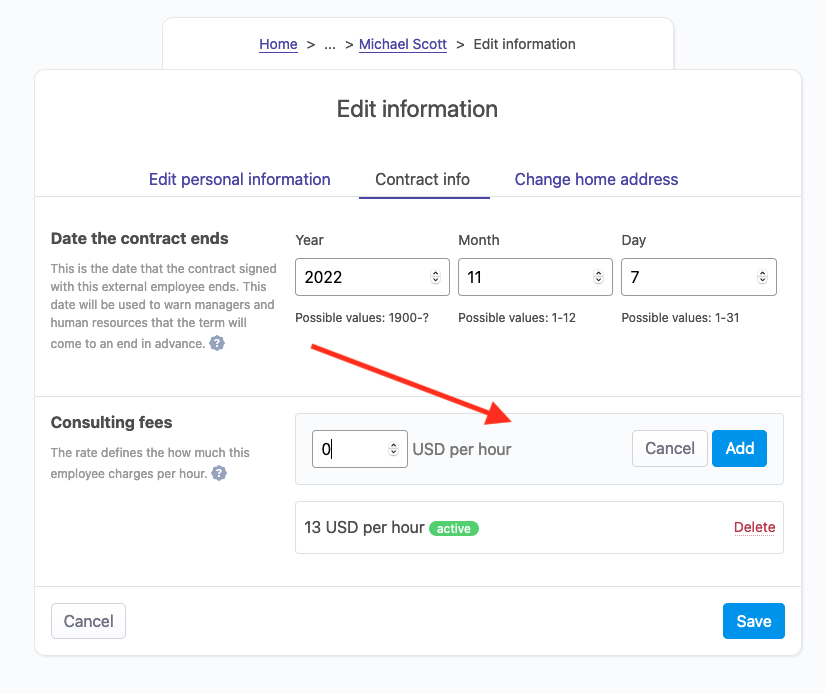 Home > ... > Michael Scott > Edit information
Edit information
Edit personal information Contract info Change home address
Date the contract ends
This is the date that the contract signed
with this external employee ends. This
date will be used to warn managers and
human resources that the term will
come to an end in advance. ?
Year Month Day
2022 11 7
Possible values: 1900-? Possible values: 1-12 Possible values: 1-31
Consulting fees
The rate defines the how much this
employee charges per hour. ?
0 USD per hour Cancel Add
13 USD per hour active Delete
Cancel Save